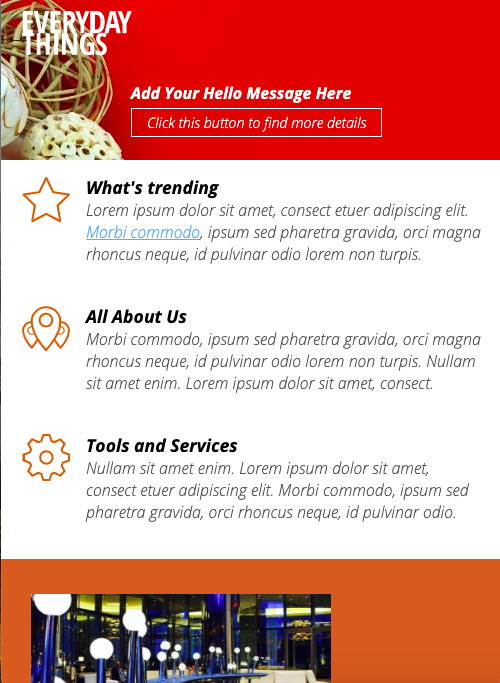 EVERYDAY
THINGS
Add Your Hello Message Here
Click this button to find more details
What's trending
Lorem ipsum dolor sit amet, consect etuer adipiscing elit.
Morbi commodo, ipsum sed pharetra gravida, orci magna
rhoncus neque, id pulvinar odio lorem non turpis.
All About Us
Morbi commodo, ipsum sed pharetra gravida, orci magna
rhoncus neque, id pulvinar odio lorem non turpis. Nullam
sit amet enim. Lorem ipsum dolor sit amet, consect.
Tools and Services
Nullam sit amet enim. Lorem ipsum dolor sit amet,
consect etuer adipiscing elit. Morbi commodo, ipsum sed
pharetra gravida, orci rhoncus neque, id pulvinar odio.